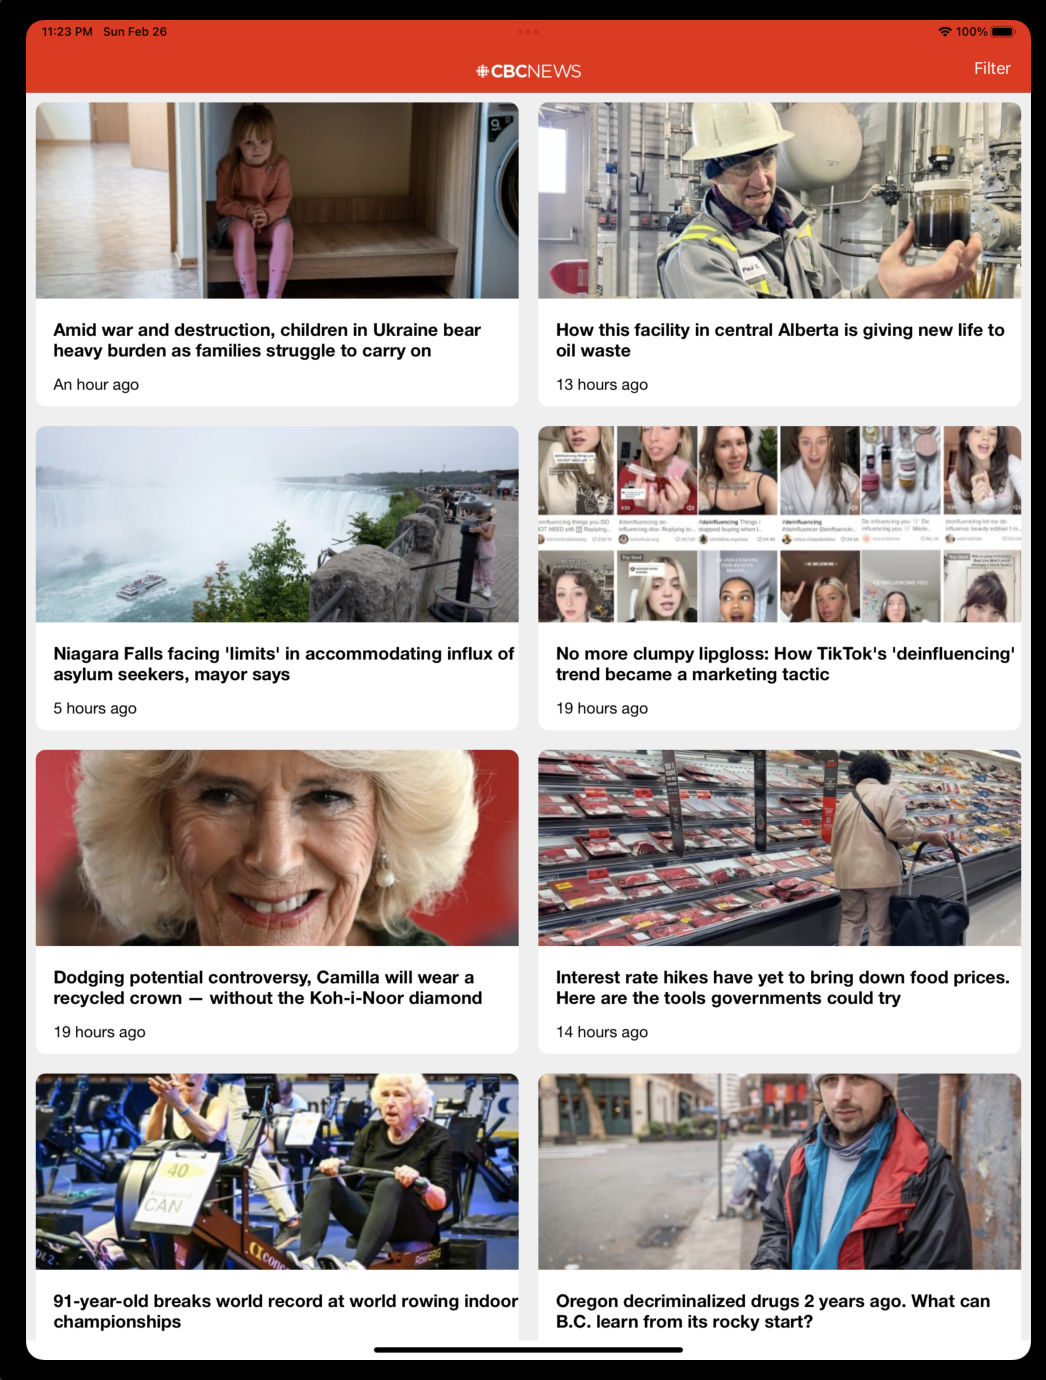 11:23 PM Sun Feb 26
100%
CBCNEWS
Filter
9
Paul
Amid war and destruction, children in Ukraine bear
heavy burden as families struggle to carry on
An hour ago
How this facility in central Alberta is giving new life to
oil waste
13 hours ago
Niagara Falls facing 'limits' in accommodating influx of
asylum seekers, mayor says
5 hours ago
No more clumpy lipgloss: How TikTok's 'deinfluencing'
trend became a marketing tactic
19 hours ago
Dodging potential controversy, Camilla will wear a
recycled crown — without the Koh-i-Noor diamond
19 hours ago
Interest rate hikes have yet to bring down food prices.
Here are the tools governments could try
14 hours ago
40
CAN
RowERG
91-year-old breaks world record at world rowing indoor
championships
Oregon decriminalized drugs 2 years ago. What can
B.C. learn from its rocky start?